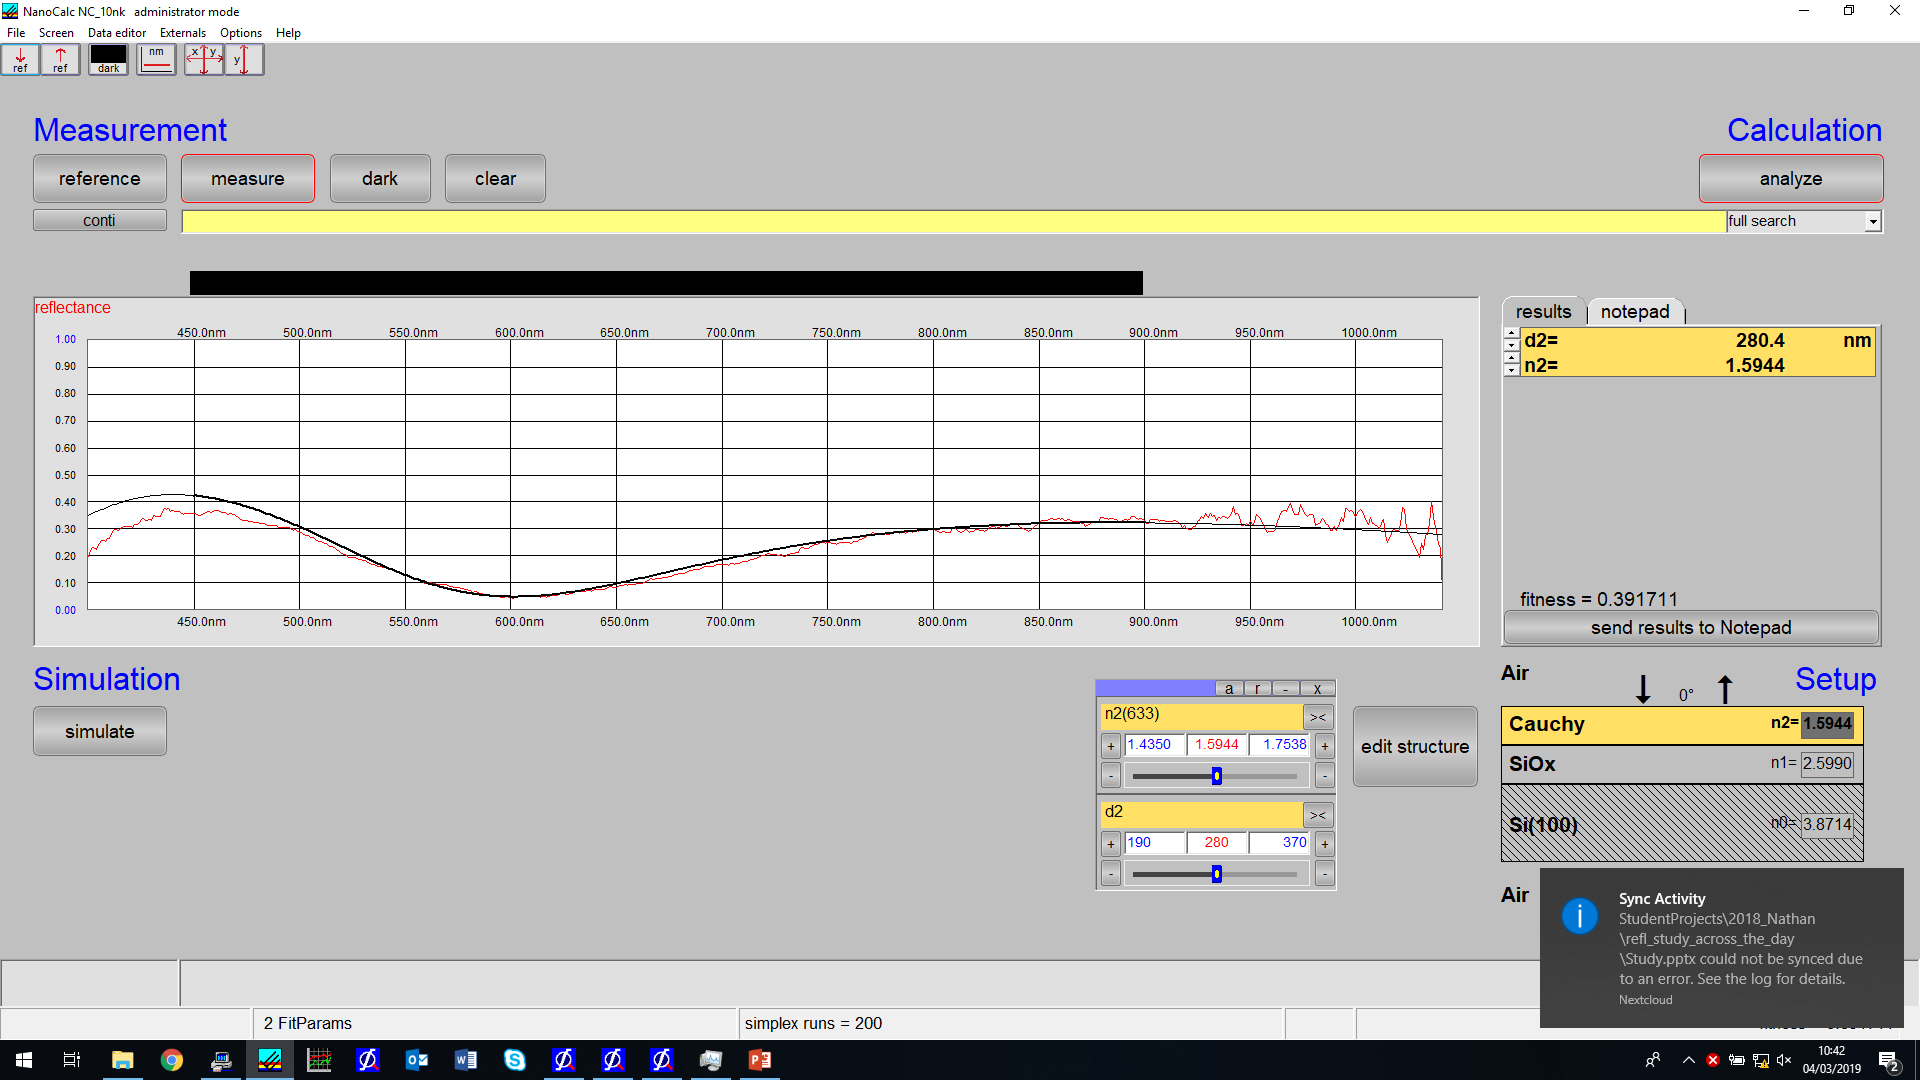 NanoCalc NC_10nk administrator mode
File Screen Data editor Externals Options Help
ref ref dark nm x y y
Measurement
Calculation
reference measure dark clear
analyze
conti
full search
reflectance
450.0nm 500.0nm 550.0nm 600.0nm 650.0nm 700.0nm 750.0nm 800.0nm 850.0nm 900.0nm 950.0nm 1000.0nm
1.00
0.90
0.80
0.70
0.60
0.50
0.40
0.30
0.20
0.10
0.00
450.0nm 500.0nm 550.0nm 600.0nm 650.0nm 700.0nm 750.0nm 800.0nm 850.0nm 900.0nm 950.0nm 1000.0nm
results notepad
d2= 280.4 nm
n2= 1.5944
fitness = 0.391711
send results to Notepad
Simulation
simulate
a r - x
n2(633) ><
+ 1.4350 1.5944 1.7538 +
- -
d2 ><
+ 190 280 370 +
- -
edit structure
Air
0°
Setup
Cauchy n2= 1.5944
SiOx n1= 2.5990
Si(100) n0= 3.8714
Air
Sync Activity
StudentProjects\2018_Nathan
\refl_study_across_the_day
\Study.pptx could not be synced due
to an error. See the log for details.
Nextcloud
2 FitParams
simplex runs = 200
10:42
04/03/2019
2